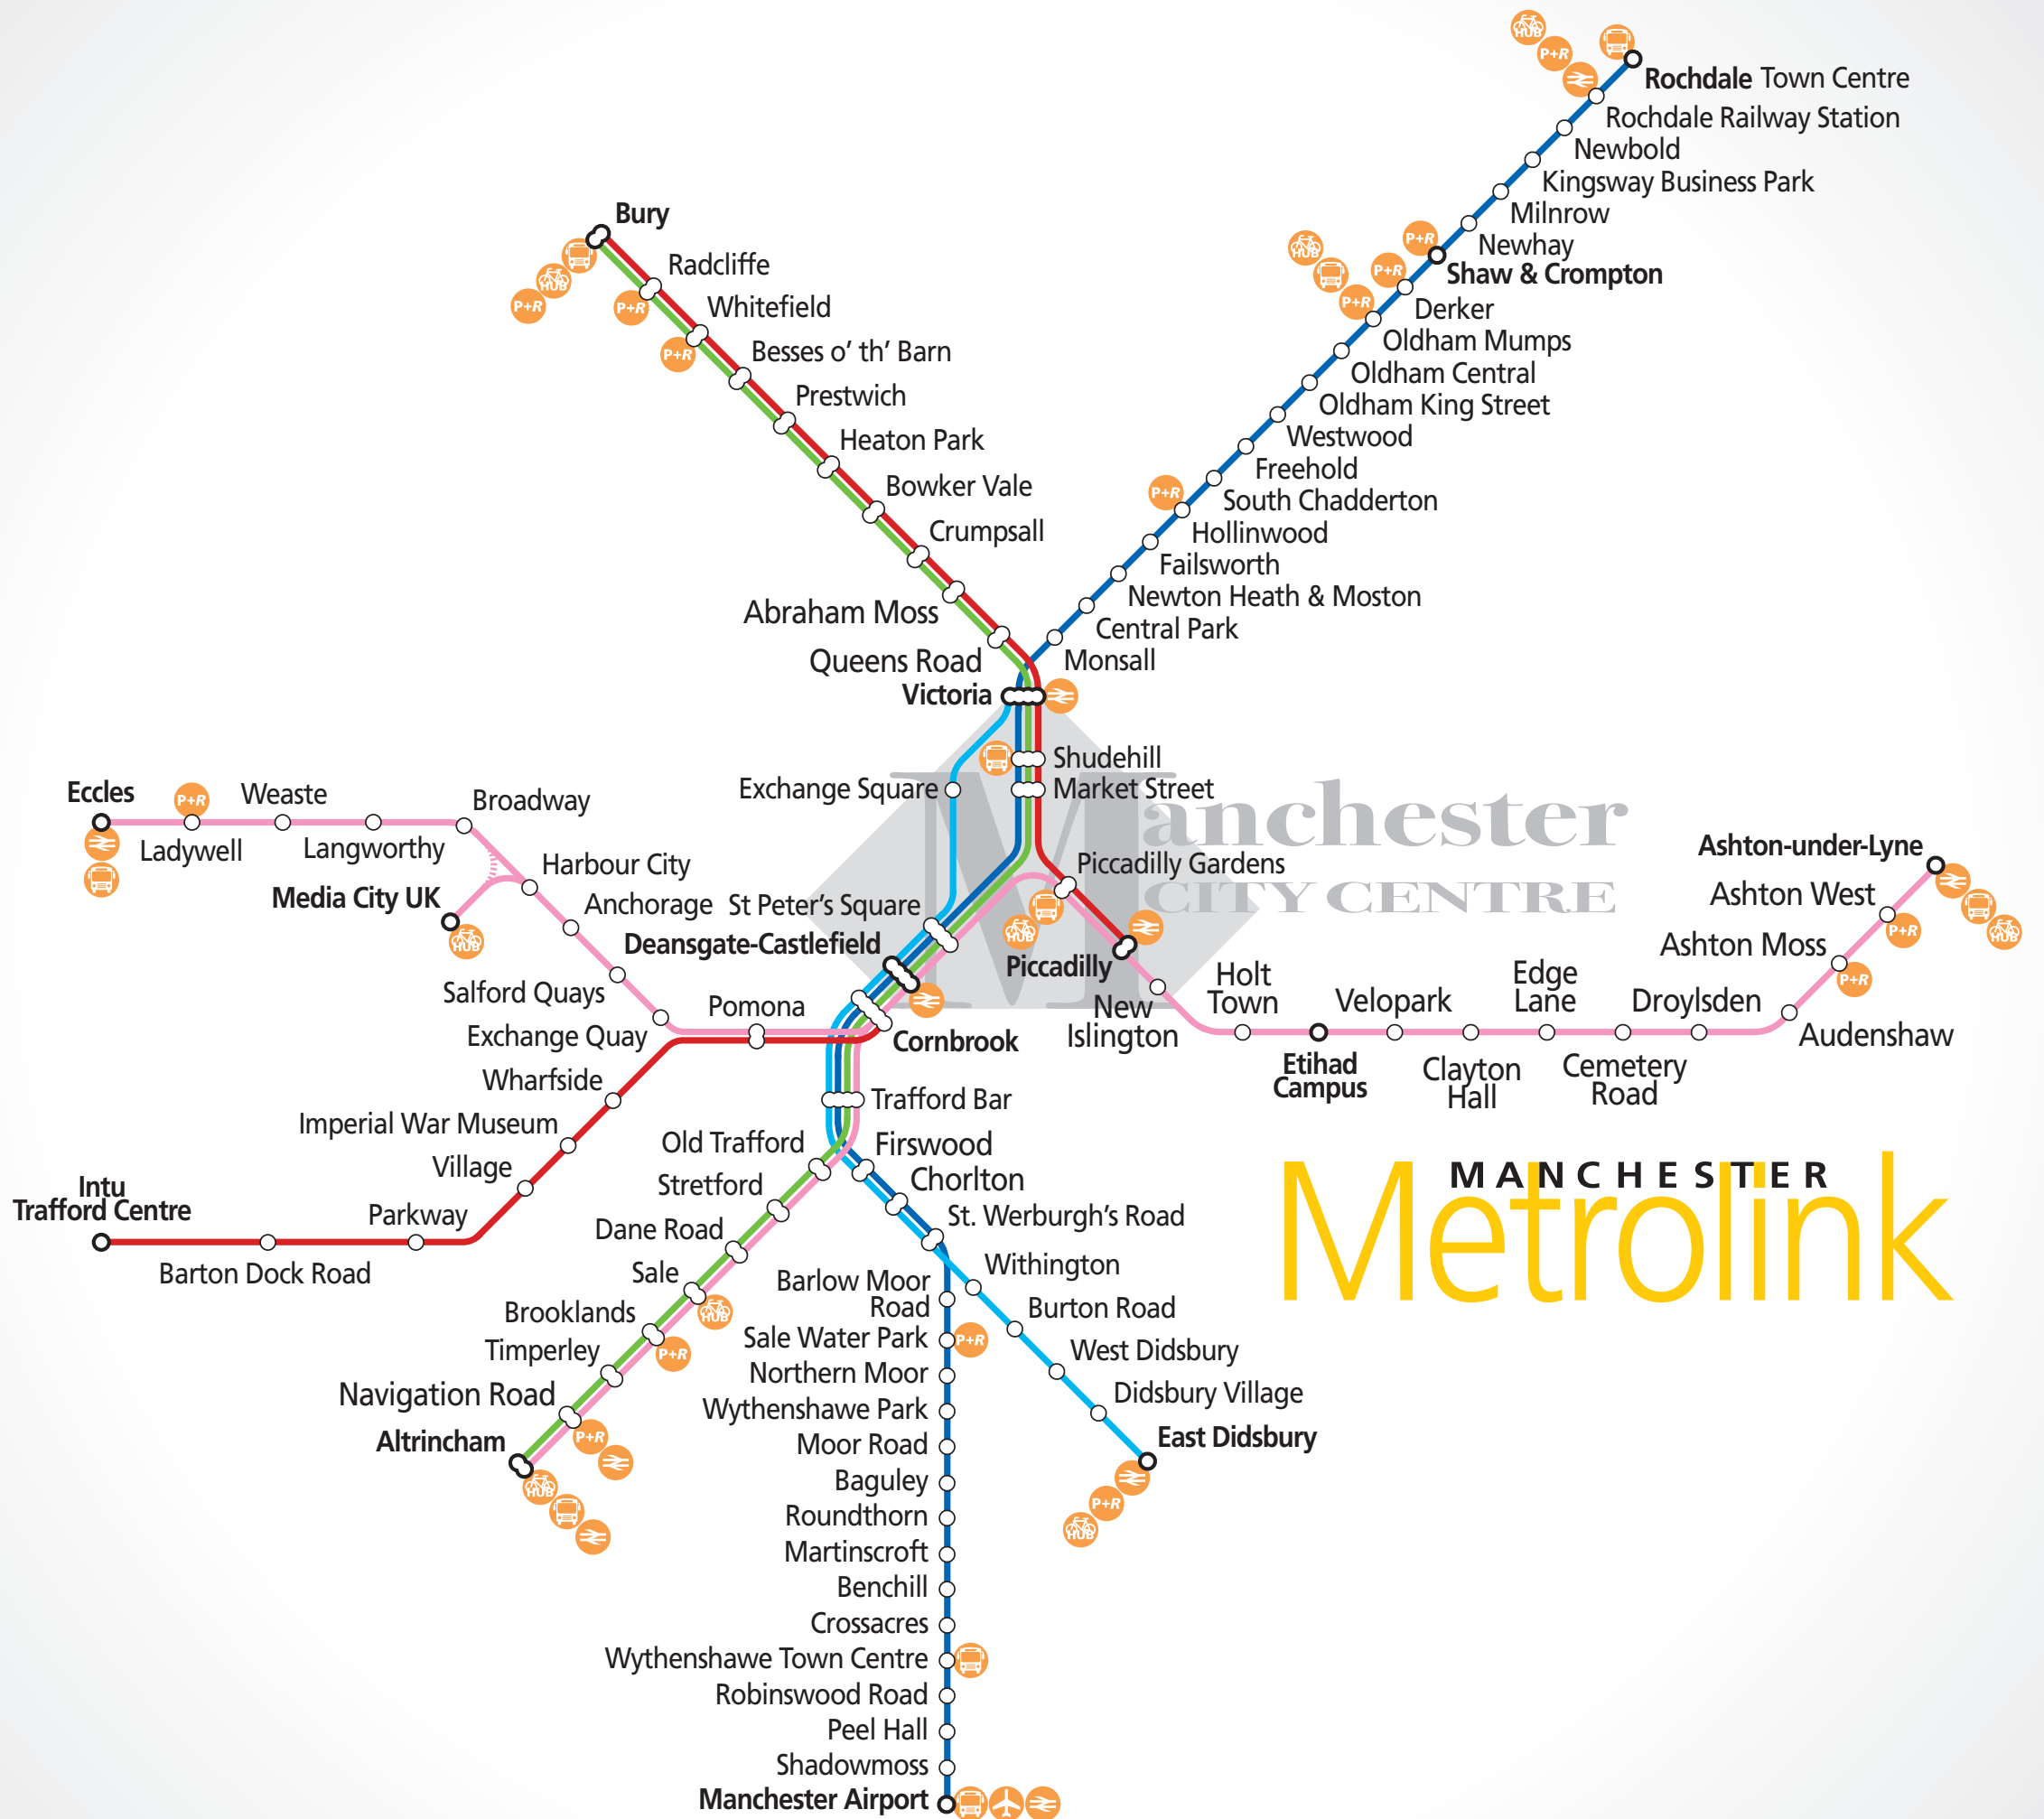 Rochdale Town Centre
Rochdale Railway Station
Newbold
Kingsway Business Park
Milnrow
Newhay
Shaw & Crompton
Derker
Oldham Mumps
Oldham Central
Oldham King Street
Westwood
Freehold
South Chadderton
Hollinwood
Failsworth
Newton Heath & Moston
Central Park
Monsall
HUB
P+R
P+R
HUB
P+R
P+R
P+R
Bury
Radcliffe
Whitefield
Besses o' th' Barn
Prestwich
Heaton Park
Bowker Vale
Crumpsall
Abraham Moss
Queens Road
Victoria
HUB
P+R
P+R
P+R
Shudehill
Exchange Square
Market Street
Manchester
CITY CENTRE
Piccadilly Gardens
HUB
St Peter's Square
Deansgate-Castlefield
Piccadilly
Cornbrook
Eccles
P+R
Ladywell
Weaste
Langworthy
Broadway
Harbour City
Media City UK
HUB
Anchorage
Salford Quays
Exchange Quay
Pomona
Wharfside
Imperial War Museum
Village
Parkway
Barton Dock Road
Intu
Trafford Centre
New
Islington
Holt
Town
Etihad
Campus
Velopark
Clayton
Hall
Edge
Lane
Cemetery
Road
Droylsden
Audenshaw
Ashton Moss
P+R
Ashton West
P+R
Ashton-under-Lyne
HUB
MANCHESTER
Metrolink
Trafford Bar
Old Trafford
Stretford
Dane Road
Sale
HUB
Brooklands
P+R
Timperley
Navigation Road
P+R
Altrincham
HUB
Firswood
Chorlton
St. Werburgh's Road
Withington
Burton Road
West Didsbury
Didsbury Village
East Didsbury
P+R
HUB
Barlow Moor
Road
Sale Water Park
P+R
Northern Moor
Wythenshawe Park
Moor Road
Baguley
Roundthorn
Martinscroft
Benchill
Crossacres
Wythenshawe Town Centre
Robinswood Road
Peel Hall
Shadowmoss
Manchester Airport